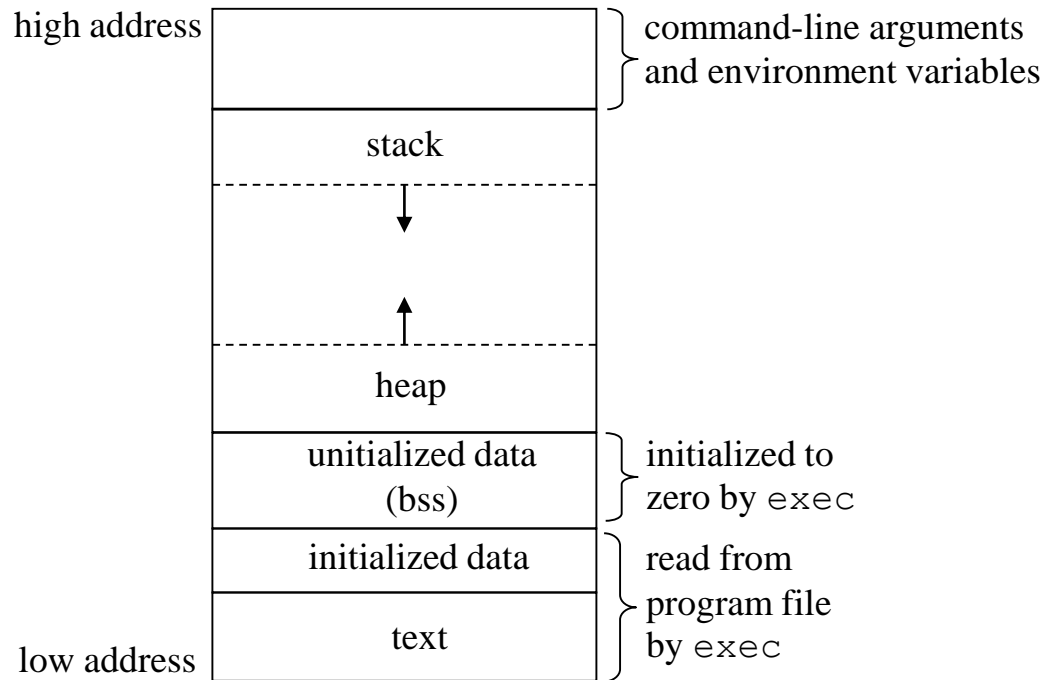 high address
command-line arguments
and environment variables
stack
heap
unitialized data
(bss)
initialized to
zero by exec
initialized data
text
read from
program file
by exec
low address